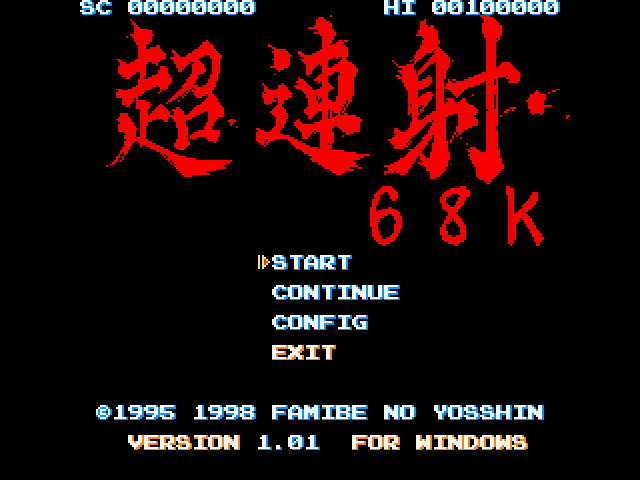 SC 00000000 HI 00100000
超連射
68K
START
CONTINUE
CONFIG
EXIT
©1995 1998 FAMIBE NO YOSSHIN
VERSION 1.01 FOR WINDOWS